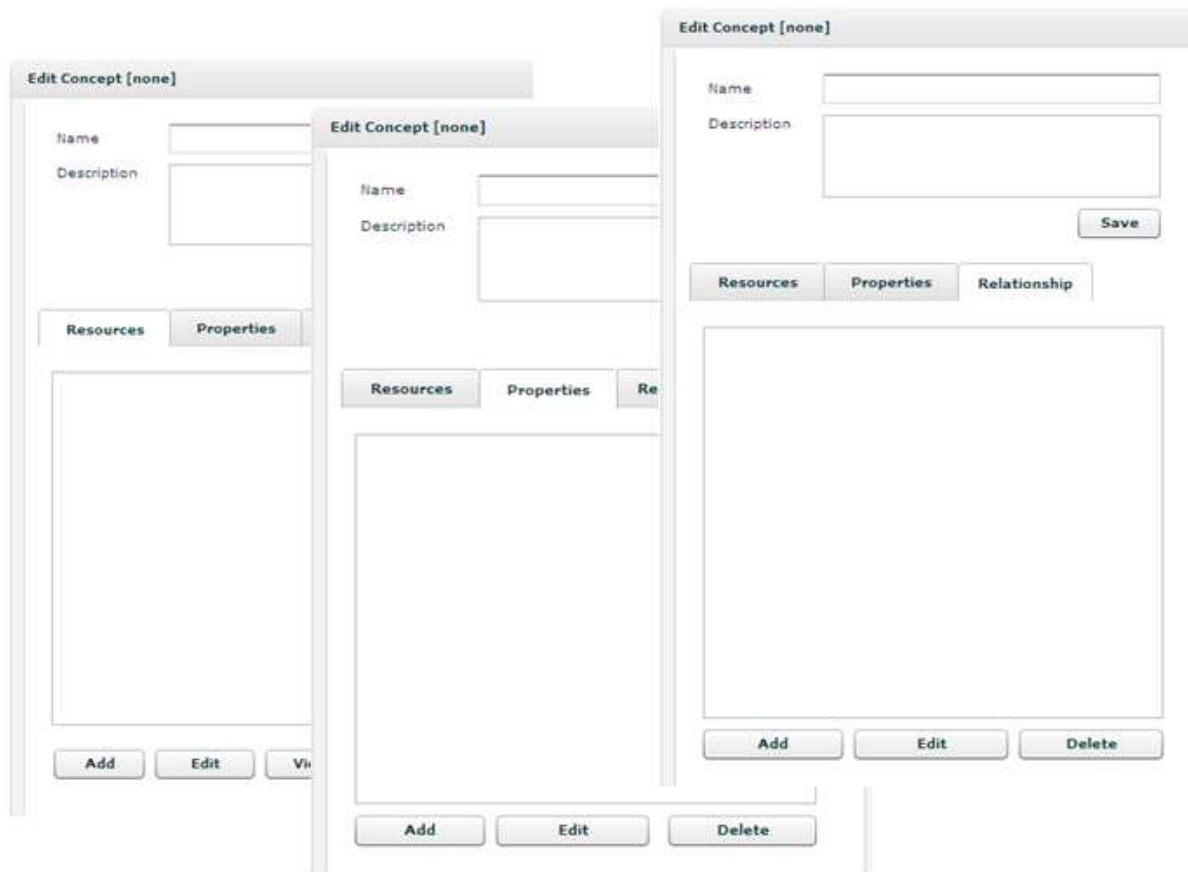 Edit Concept [none]
Name
Description
Resources Properties
Add Edit
Edit Concept [none]
Name
Description
Resources Properties Re
Add Edit Delete
Edit Concept [none]
Name
Description
Save
Resources Properties Relationship
Add Edit Delete